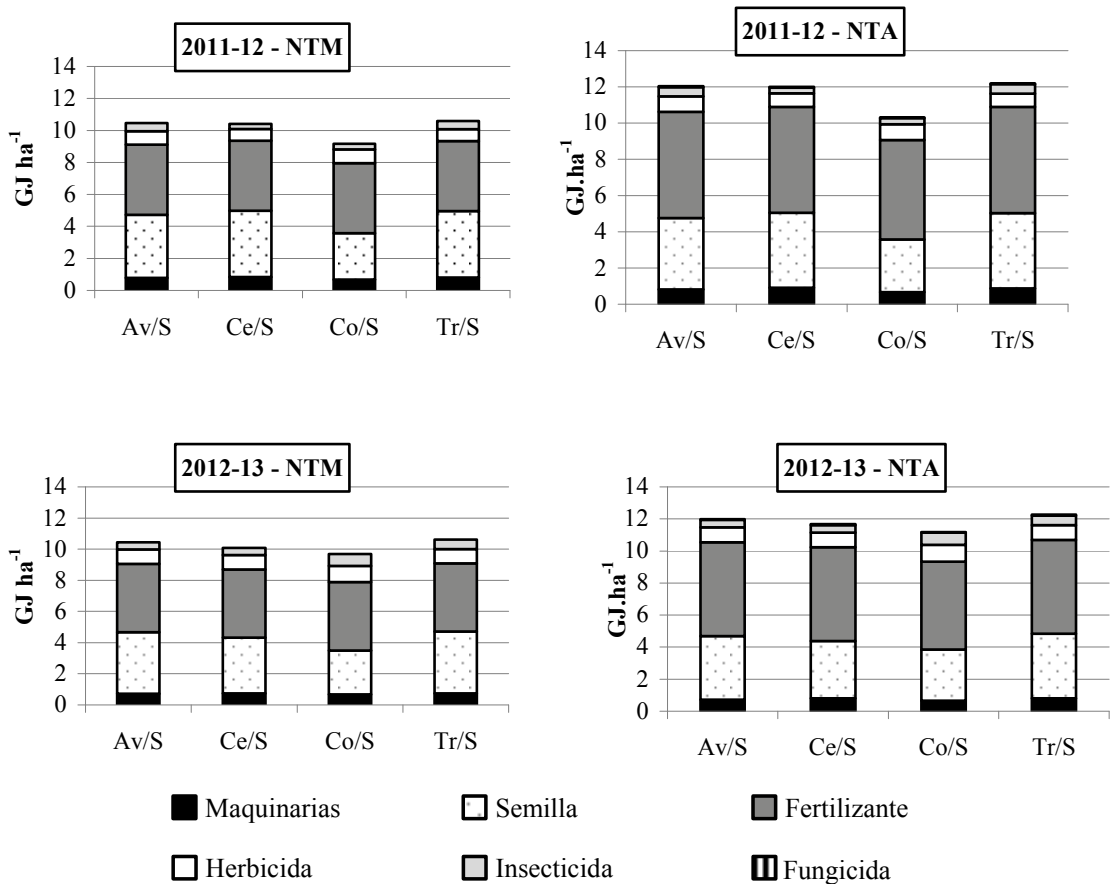 2011-12 - NTM
GJ ha-1
14
12
10
8
6
4
2
0
Av/S Ce/S Co/S Tr/S
2011-12 - NTA
GJ.ha-1
14
12
10
8
6
4
2
0
Av/S Ce/S Co/S Tr/S
2012-13 - NTM
GJ ha-1
14
12
10
8
6
4
2
0
Av/S Ce/S Co/S Tr/S
2012-13 - NTA
GJ.ha-1
14
12
10
8
6
4
2
0
Av/S Ce/S Co/S Tr/S
Maquinarias Semilla Fertilizante
Herbicida Insecticida Fungicida